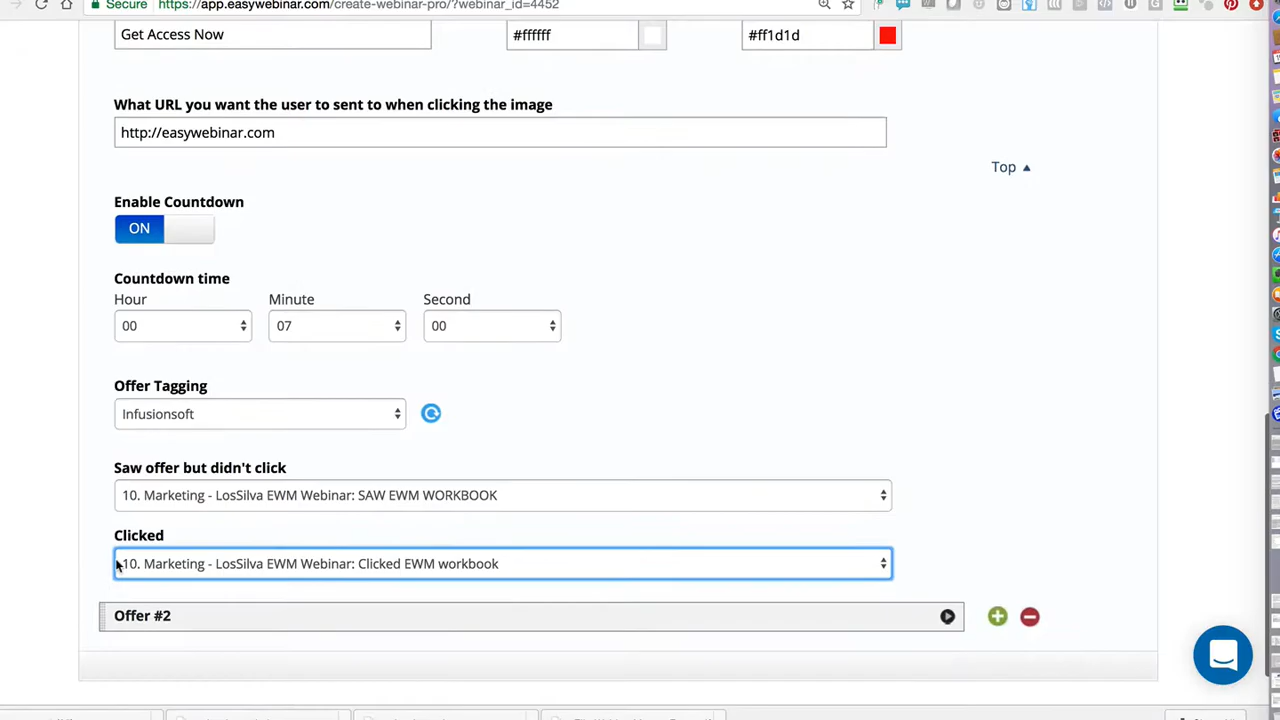 Secure https://app.easywebinar.com/create-webinar-pro/?webinar_id=4452
Get Access Now #ffffff #ff1d1d
What URL you want the user to sent to when clicking the image
http://easywebinar.com
Top
Enable Countdown
ON
Countdown time
Hour Minute Second
00 07 00
Offer Tagging
Infusionsoft
Saw offer but didn't click
10. Marketing - LosSilva EWM Webinar: SAW EWM WORKBOOK
Clicked
10. Marketing - LosSilva EWM Webinar: Clicked EWM workbook
Offer #2